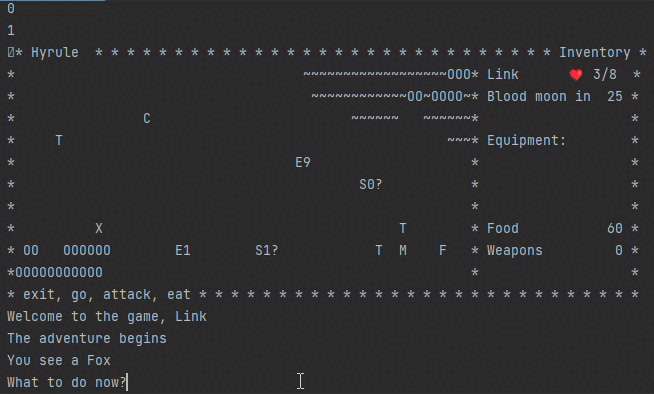 0
1
* Hyrule * * * * * * * * * * * * * * * * * * * * * * * * * * * * * Inventory *
*                                    ~~~~~~~~~~~~~~~~~~OOO* Link      ❤ 3/8  *
*                                     ~~~~~~~~~~~~OO~OOOO~* Blood moon in  25 *
*                C                         ~~~~~~   ~~~~~~*                   *
*     T                                                ~~~* Equipment:        *
*                                   E9                    *                   *
*                                           S0?           *                   *
*                                                         *                   *
*          X                                     T        * Food           60 *
* OO   OOOOOO        E1        S1?            T  M    F   * Weapons         0 *
*OOOOOOOOOOO                                              *                   *
* exit, go, attack, eat * * * * * * * * * * * * * * * * * * * * * * * * * * * *
Welcome to the game, Link
The adventure begins
You see a Fox
What to do now?